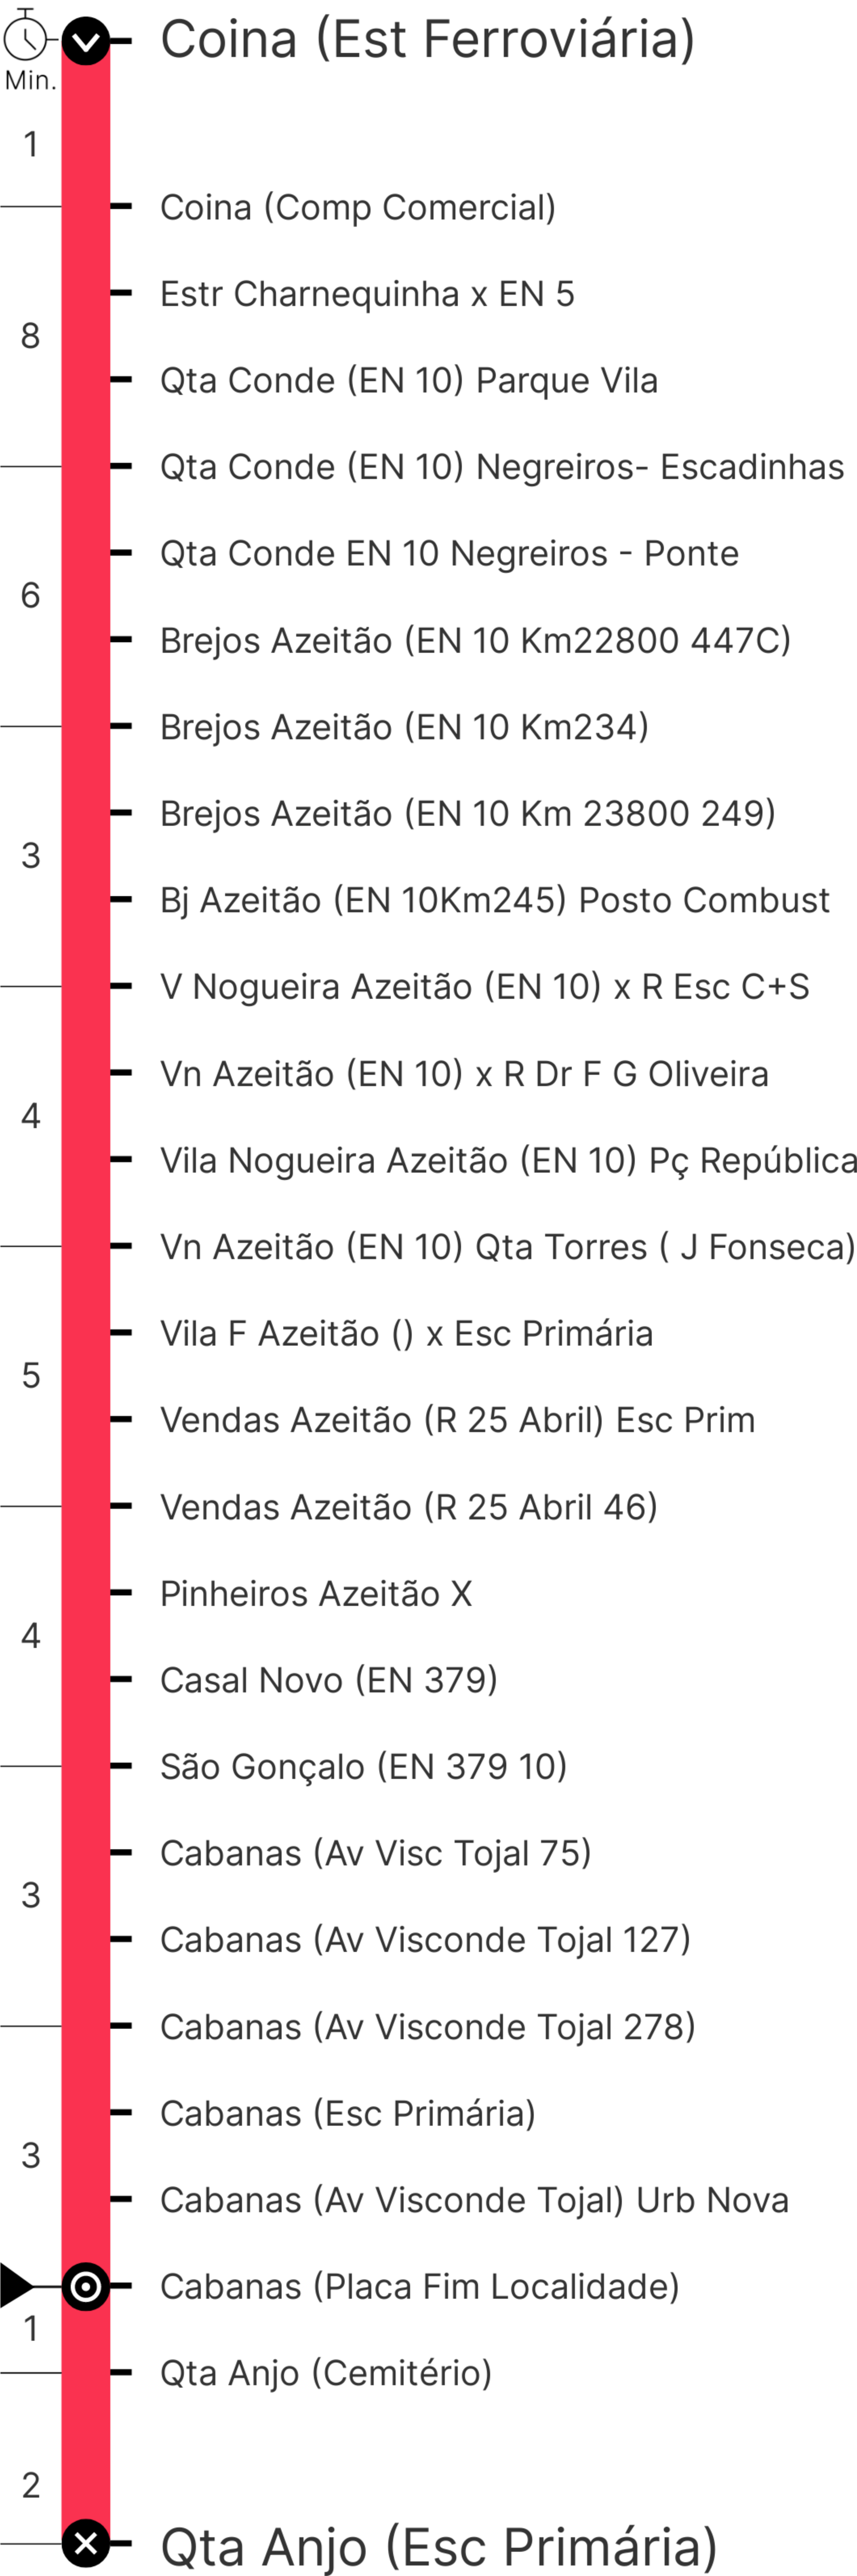 Coina (Est Ferroviária)
Min.
1
Coina (Comp Comercial)
Estr Charnequinha x EN 5
8
Qta Conde (EN 10) Parque Vila
Qta Conde (EN 10) Negreiros- Escadinhas
Qta Conde EN 10 Negreiros - Ponte
6
Brejos Azeitão (EN 10 Km22800 447C)
Brejos Azeitão (EN 10 Km234)
Brejos Azeitão (EN 10 Km 23800 249)
3
Bj Azeitão (EN 10Km245) Posto Combust
V Nogueira Azeitão (EN 10) x R Esc C+S
Vn Azeitão (EN 10) x R Dr F G Oliveira
4
Vila Nogueira Azeitão (EN 10) Pç República
Vn Azeitão (EN 10) Qta Torres ( J Fonseca)
Vila F Azeitão () x Esc Primária
5
Vendas Azeitão (R 25 Abril) Esc Prim
Vendas Azeitão (R 25 Abril 46)
Pinheiros Azeitão X
4
Casal Novo (EN 379)
São Gonçalo (EN 379 10)
Cabanas (Av Visc Tojal 75)
3
Cabanas (Av Visconde Tojal 127)
Cabanas (Av Visconde Tojal 278)
Cabanas (Esc Primária)
3
Cabanas (Av Visconde Tojal) Urb Nova
Cabanas (Placa Fim Localidade)
1
Qta Anjo (Cemitério)
2
Qta Anjo (Esc Primária)